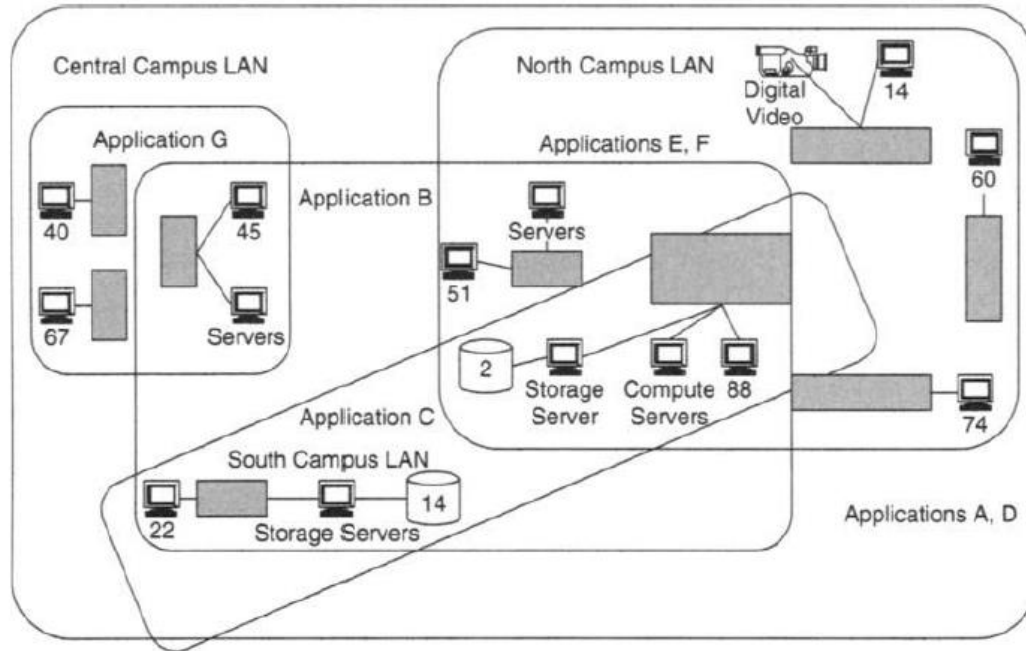 Central Campus LAN
North Campus LAN
Digital
Video
14
Application G
Applications E, F
60
40
45
Application B
Servers
51
67
Servers
2
Storage
Server
Compute
Servers
88
74
Application C
South Campus LAN
22
Storage Servers
14
Applications A, D